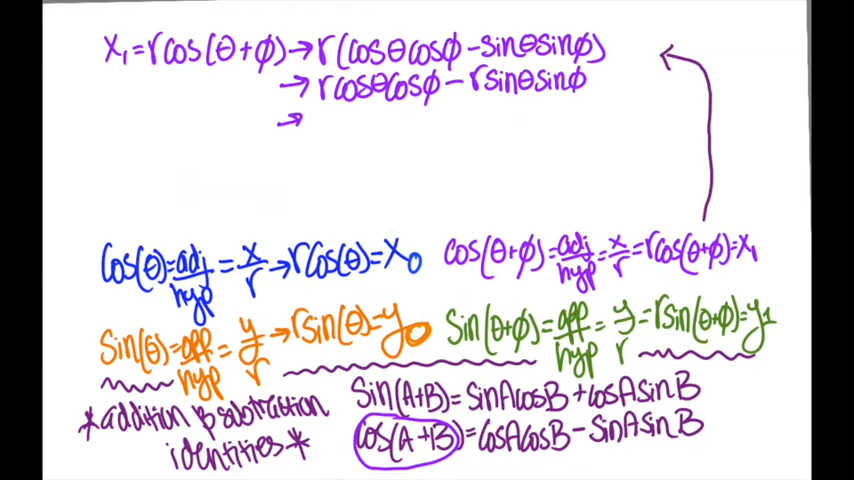 x₁=rcos(θ+ϕ)→r(cosθcosϕ-sinθsinϕ)
→rcosθcosϕ-rsinθsinϕ
→
cos(θ)=adj/hyp=x/r→rcos(θ)=x₀
cos(θ+ϕ)=adj/hyp=x/r=rcos(θ+ϕ)=x₁
sin(θ)=opp/hyp=y/r→rsin(θ)=y₀
sin(θ+ϕ)=opp/hyp=y/r=rsin(θ+ϕ)=y₁
*addition & subtraction
identities*
sin(A+B)=sinAcosB+cosAsinB
cos(A+B)=cosAcosB-sinAsinB